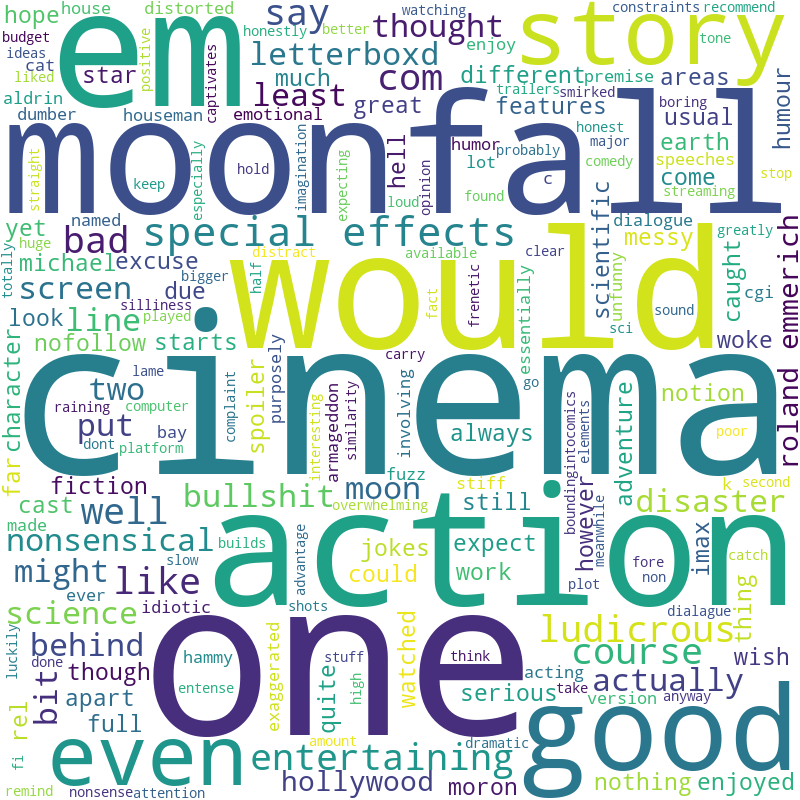 budget
hope
house
distorted
say
thought
watching
constraints
recommend
ideas
cat
liked
star
positive
honestly
better
enjoy
tone
em
story
letterboxd
com
different
premise
areas
humour
aldrin
dumber
houseman
much
captivates
least
great
features
trailers
smirked
boring
usual
emotional
moonfall
straight
keep
especially
hold
imagination
expecting
humor
hell
loud
opinion
lot
probably
found
c
honest
comedy
major
earth
speeches
come
streaming
stop
totally
yet
named
bad
special effects
available
clear
scientific
dialogue
messy
unfunny
greatly
huge
michael
excuse
bigger
half
distract
would
fact
frenetic
essentially
sound
sci
caught
cgi
roland emmerich
screen
silliness
due
played
look
line
purposely
carry
nofollow
starts
cinema
go
woke
character
lame
two
raining
computer
complaint
spoiler
armageddon
similarity
involving
always
boundingintocomics
elements
adventure
notion
put
bay
dont
platform
interesting
poor
far
fiction
moon
fuzz
stiff
still
however
meanwhile
k
second
cast
made
well
bullshit
overwhelming
disaster
nonsensical
builds
action
advantage
jokes
expect
imax
catch
might
ever
slow
like
could
work
plot
fore
non
thing
science
idiotic
shots
one
dialague
luckily
behind
done
hammy
exaggerated
stuff
think
ludicrous
course
wish
bit
though
entense
quite
high
watched
acting
take
actually
anyway
rel
apart
full
serious
version
fi
even
amount
entertaining
dramatic
good
remind
nonsense
attention
hollywood
moron
nothing
enjoyed